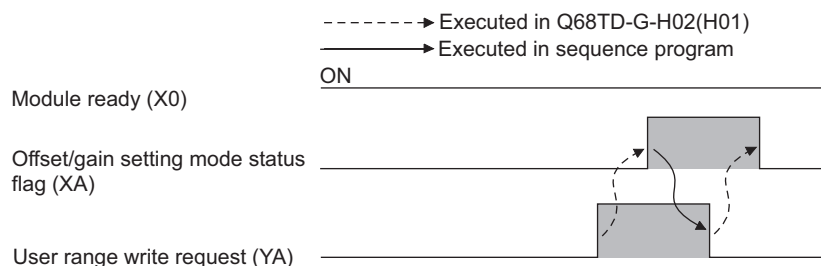 Executed in Q68TD-G-H02(H01)
Executed in sequence program
ON
Module ready (X0)
Offset/gain setting mode status
flag (XA)
User range write request (YA)